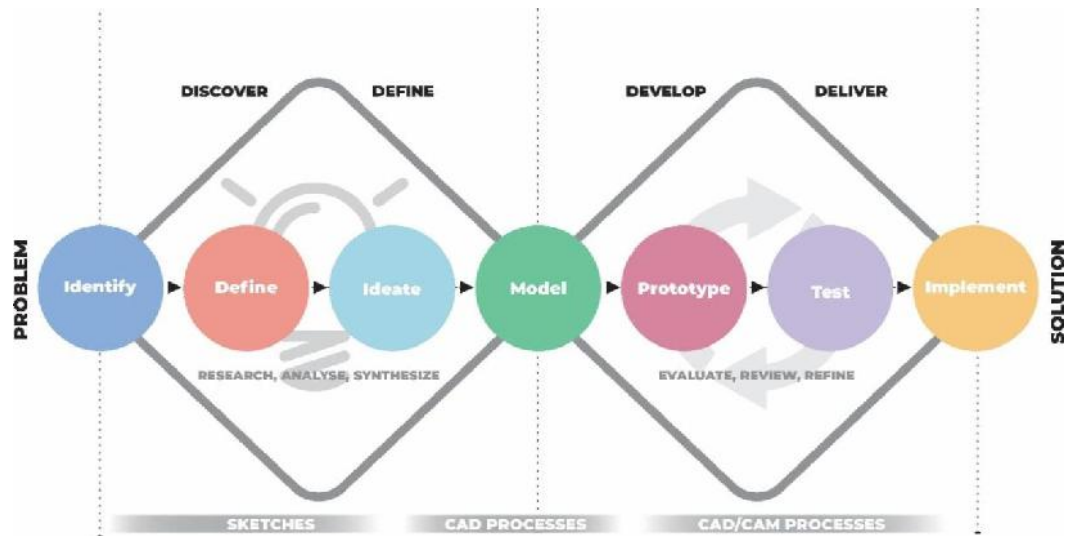 DISCOVER
DEFINE
DEVELOP
DELIVER
PROBLEM
Identify
Define
Ideate
Model
Prototype
Test
Implement
SOLUTION
RESEARCH, ANALYSE, SYNTHESIZE
EVALUATE, REVIEW, REFINE
SKETCHES
CAD PROCESSES
CAD/CAM PROCESSES